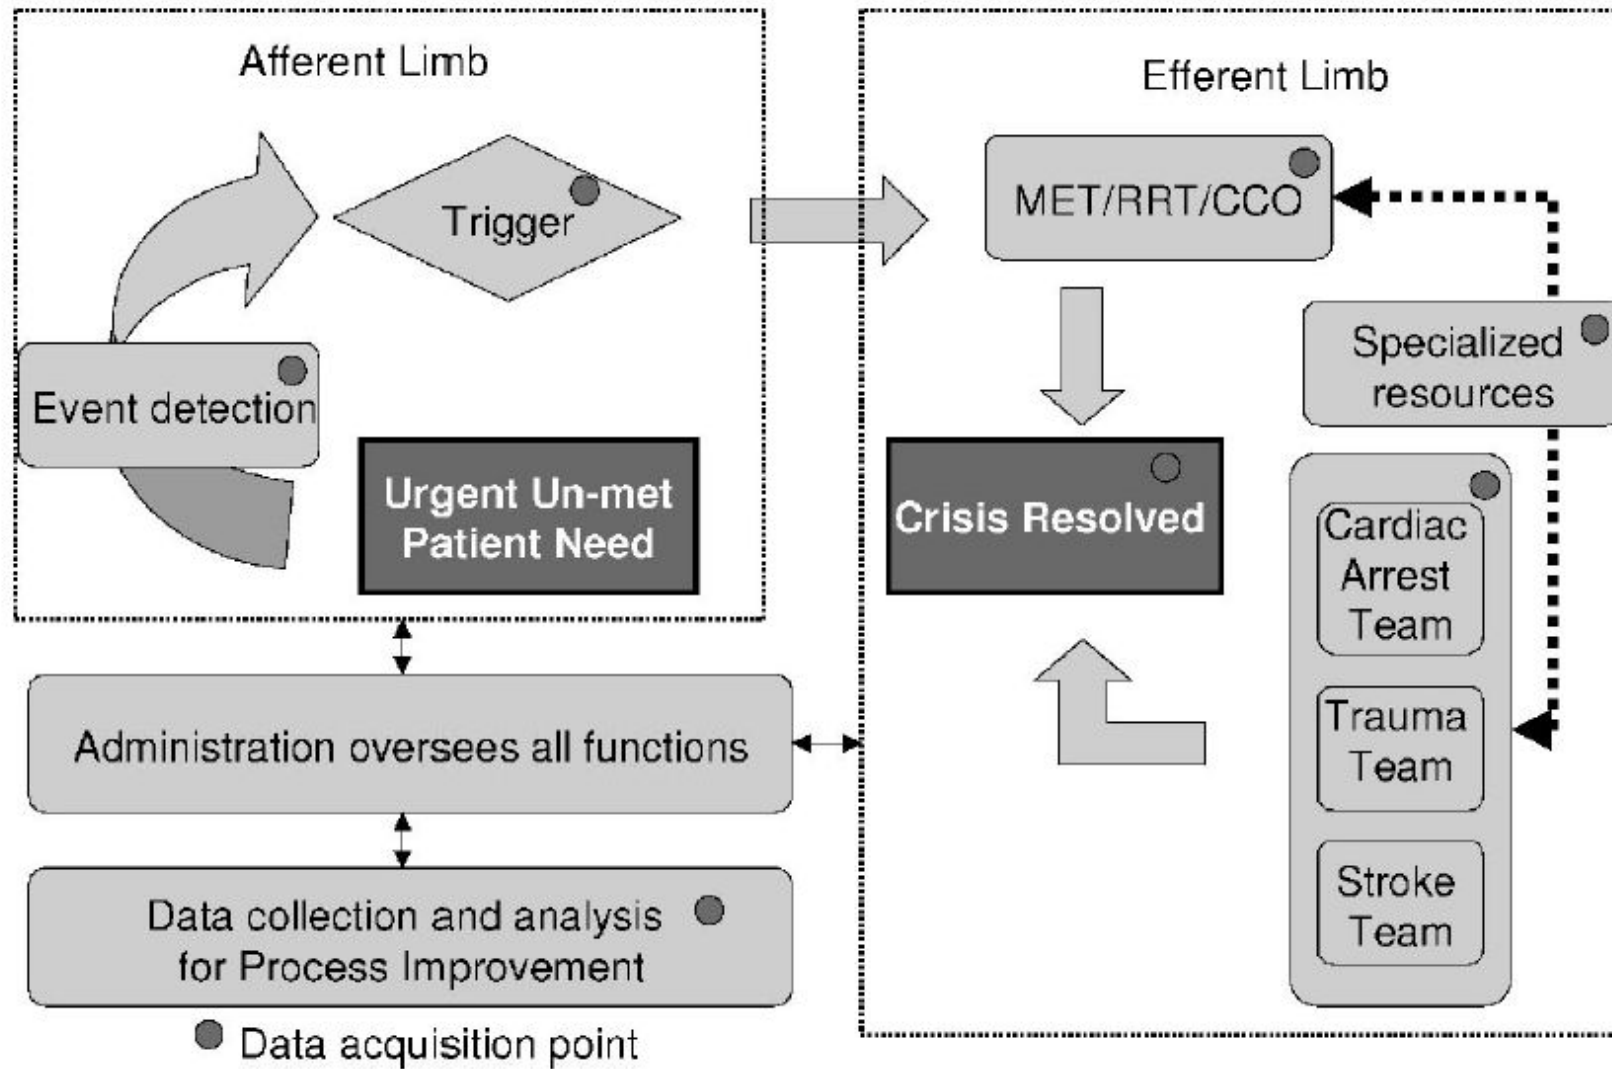 Afferent Limb
Trigger
Event detection
Urgent Un-met
Patient Need
Efferent Limb
MET/RRT/CCO
Specialized
resources
Crisis Resolved
Cardiac
Arrest
Team
Trauma
Team
Stroke
Team
Administration oversees all functions
Data collection and analysis
for Process Improvement
Data acquisition point